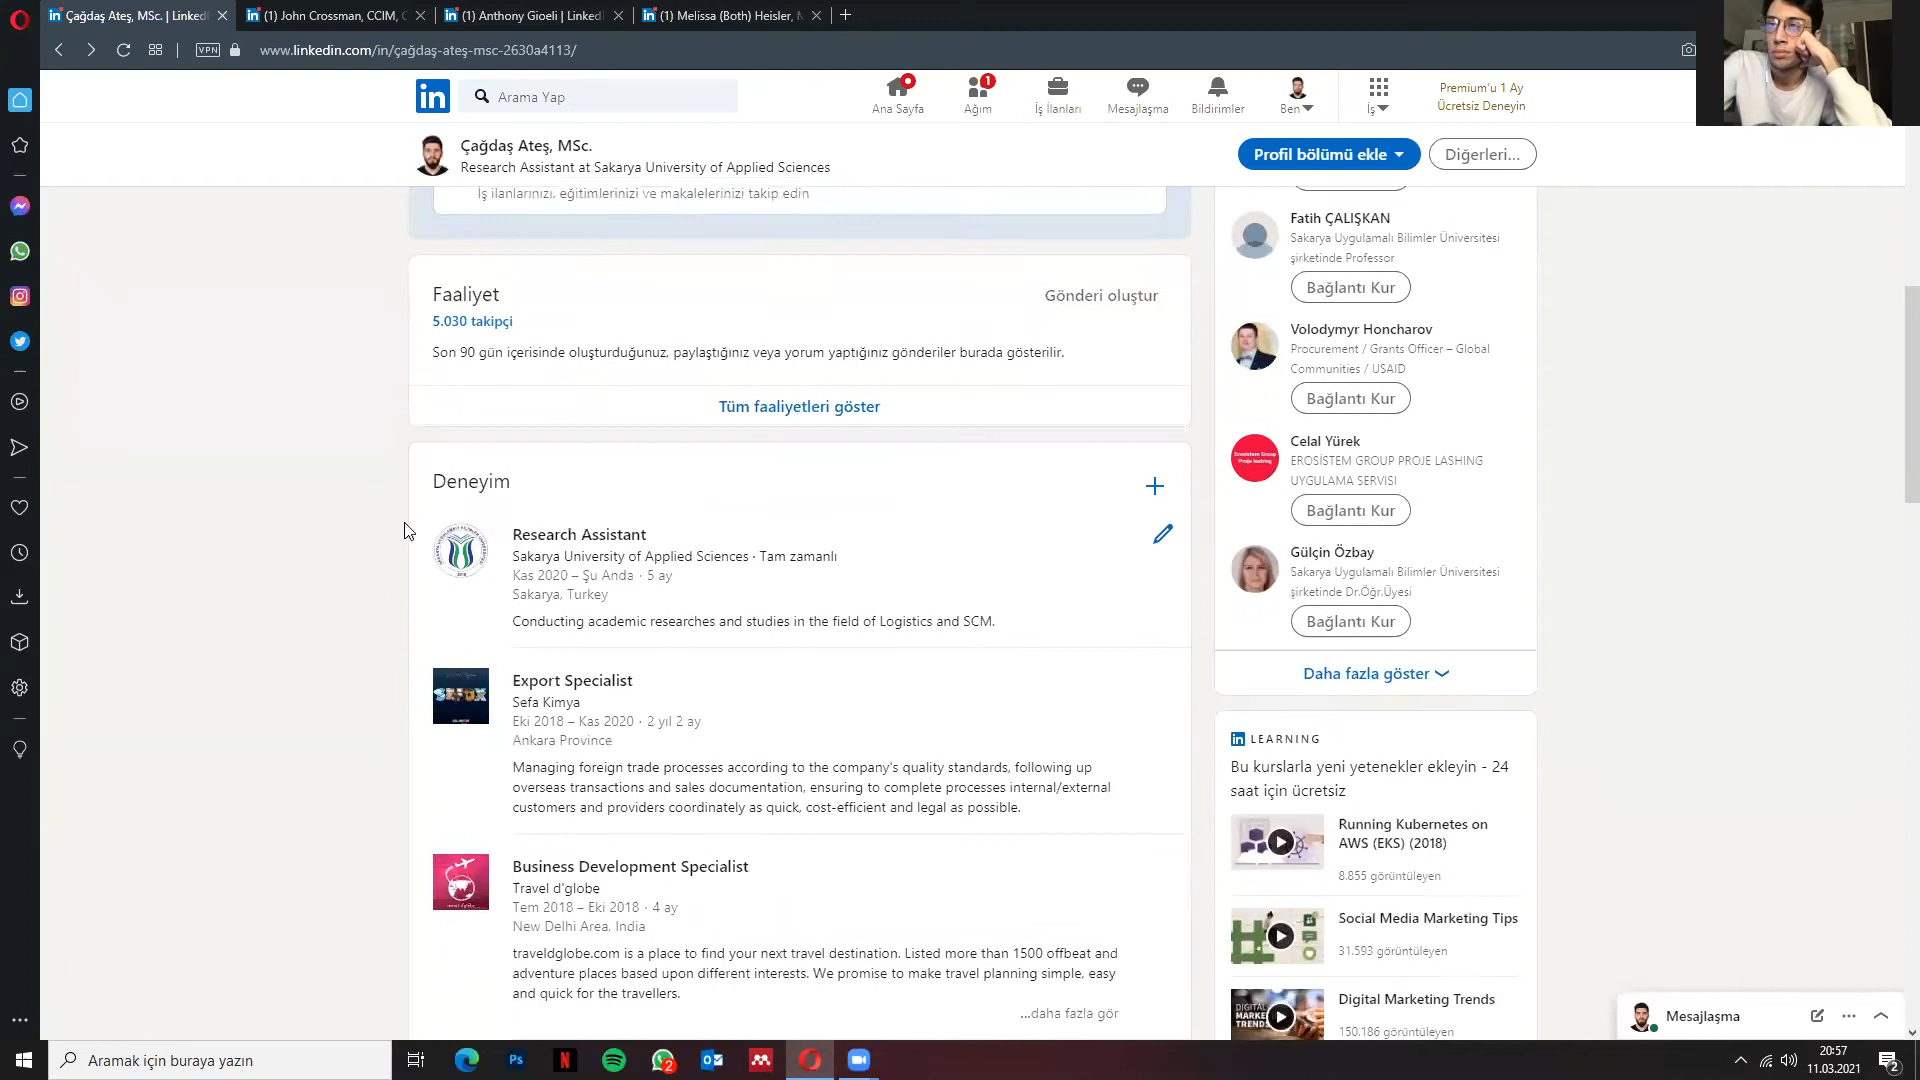 Çağdaş Ateş, MSc. | LinkedI
(1) John Crossman, CCIM, C
(1) Anthony Gioeli | LinkedI
(1) Melissa (Both) Heisler, M
VPN
www.linkedin.com/in/çağdaş-ateş-msc-2630a4113/
in
Arama Yap
Ana Sayfa
1
Ağım
İş İlanları
Mesajlaşma
Bildirimler
Ben
İş
Premium'u 1 Ay
Ücretsiz Deneyin
Çağdaş Ateş, MSc.
Research Assistant at Sakarya University of Applied Sciences
Profil bölümü ekle
Diğerleri...
İş ilanlarınızı, eğitimlerinizi ve makalelerinizi takip edin
Faaliyet
Gönderi oluştur
5.030 takipçi
Son 90 gün içerisinde oluşturduğunuz, paylaştığınız veya yorum yaptığınız gönderiler burada gösterilir.
Tüm faaliyetleri göster
Deneyim
Research Assistant
Sakarya University of Applied Sciences · Tam zamanlı
Kas 2020 – Şu Anda · 5 ay
Sakarya, Turkey
Conducting academic researches and studies in the field of Logistics and SCM.
Export Specialist
Sefa Kimya
Eki 2018 – Kas 2020 · 2 yıl 2 ay
Ankara Province
Managing foreign trade processes according to the company's quality standards, following up
overseas transactions and sales documentation, ensuring to complete processes internal/external
customers and providers coordinately as quick, cost-efficient and legal as possible.
Business Development Specialist
Travel d'globe
Tem 2018 – Eki 2018 · 4 ay
New Delhi Area, India
traveldglobe.com is a place to find your next travel destination. Listed more than 1500 offbeat and
adventure places based upon different interests. We promise to make travel planning simple, easy
and quick for the travellers.
...daha fazla gör
Fatih ÇALIŞKAN
Sakarya Uygulamalı Bilimler Üniversitesi
şirketinde Professor
Bağlantı Kur
Volodymyr Honcharov
Procurement / Grants Officer – Global
Communities / USAID
Bağlantı Kur
Erosistem Group
Proje lashing
Celal Yürek
EROSİSTEM GROUP PROJE LASHING
UYGULAMA SERVISI
Bağlantı Kur
Gülçin Özbay
Sakarya Uygulamalı Bilimler Üniversitesi
şirketinde Dr.Öğr.Üyesi
Bağlantı Kur
Daha fazla göster
in LEARNING
Bu kurslarla yeni yetenekler ekleyin - 24
saat için ücretsiz
Running Kubernetes on
AWS (EKS) (2018)
8.855 görüntüleyen
Social Media Marketing Tips
31.593 görüntüleyen
DIGITAL
MARKE
TRENDS
Digital Marketing Trends
150.186 görüntüleyen
Mesajlaşma
Aramak için buraya yazın
Ps
N
2
20:57
11.03.2021
2